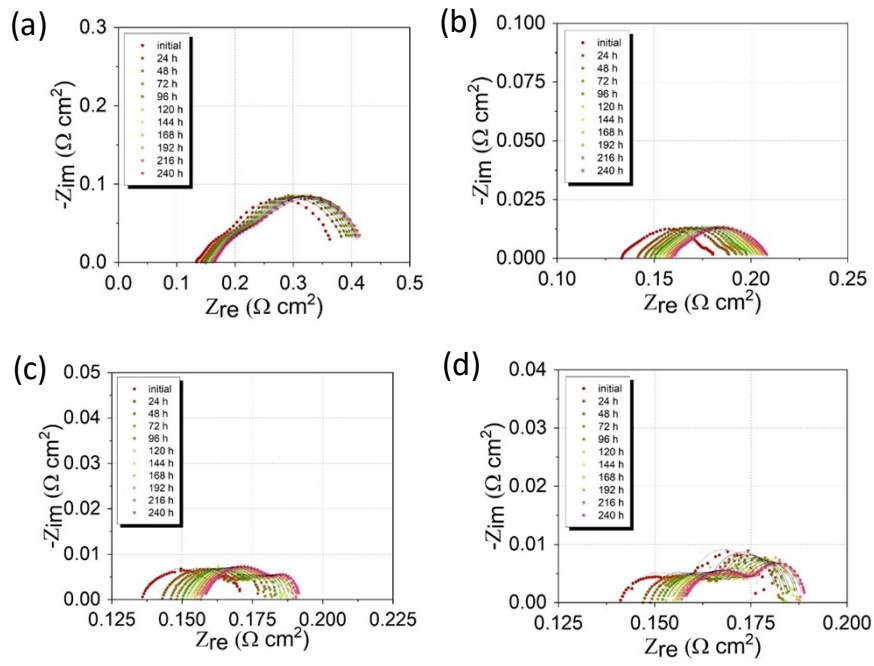 (a)
0.3
0.3
0.1
0.0
0.0 0.1 0.2 0.3 0.4 0.5
-Zim (Ω cm2)
Zre (Ω cm2)
initial
24 h
48 h
72 h
96 h
120 h
144 h
168 h
192 h
216 h
240 h
(b)
0.100
0.075
0.050
0.025
0.000
0.10 0.15 0.20 0.25
-Zim (Ω cm2)
Zre (Ω cm2)
initial
24 h
48 h
72 h
96 h
120 h
144 h
168 h
192 h
216 h
240 h
(c)
0.05
0.04
0.03
0.02
0.01
0.00
0.125 0.150 0.175 0.200 0.225
-Zim (Ω cm2)
Zre (Ω cm2)
initial
24 h
48 h
72 h
96 h
120 h
144 h
168 h
192 h
216 h
240 h
(d)
0.04
0.03
0.02
0.01
0.00
0.125 0.150 0.175 0.200
-Zim (Ω cm2)
Zre (Ω cm2)
initial
24 h
48 h
72 h
96 h
120 h
144 h
168 h
192 h
216 h
240 h